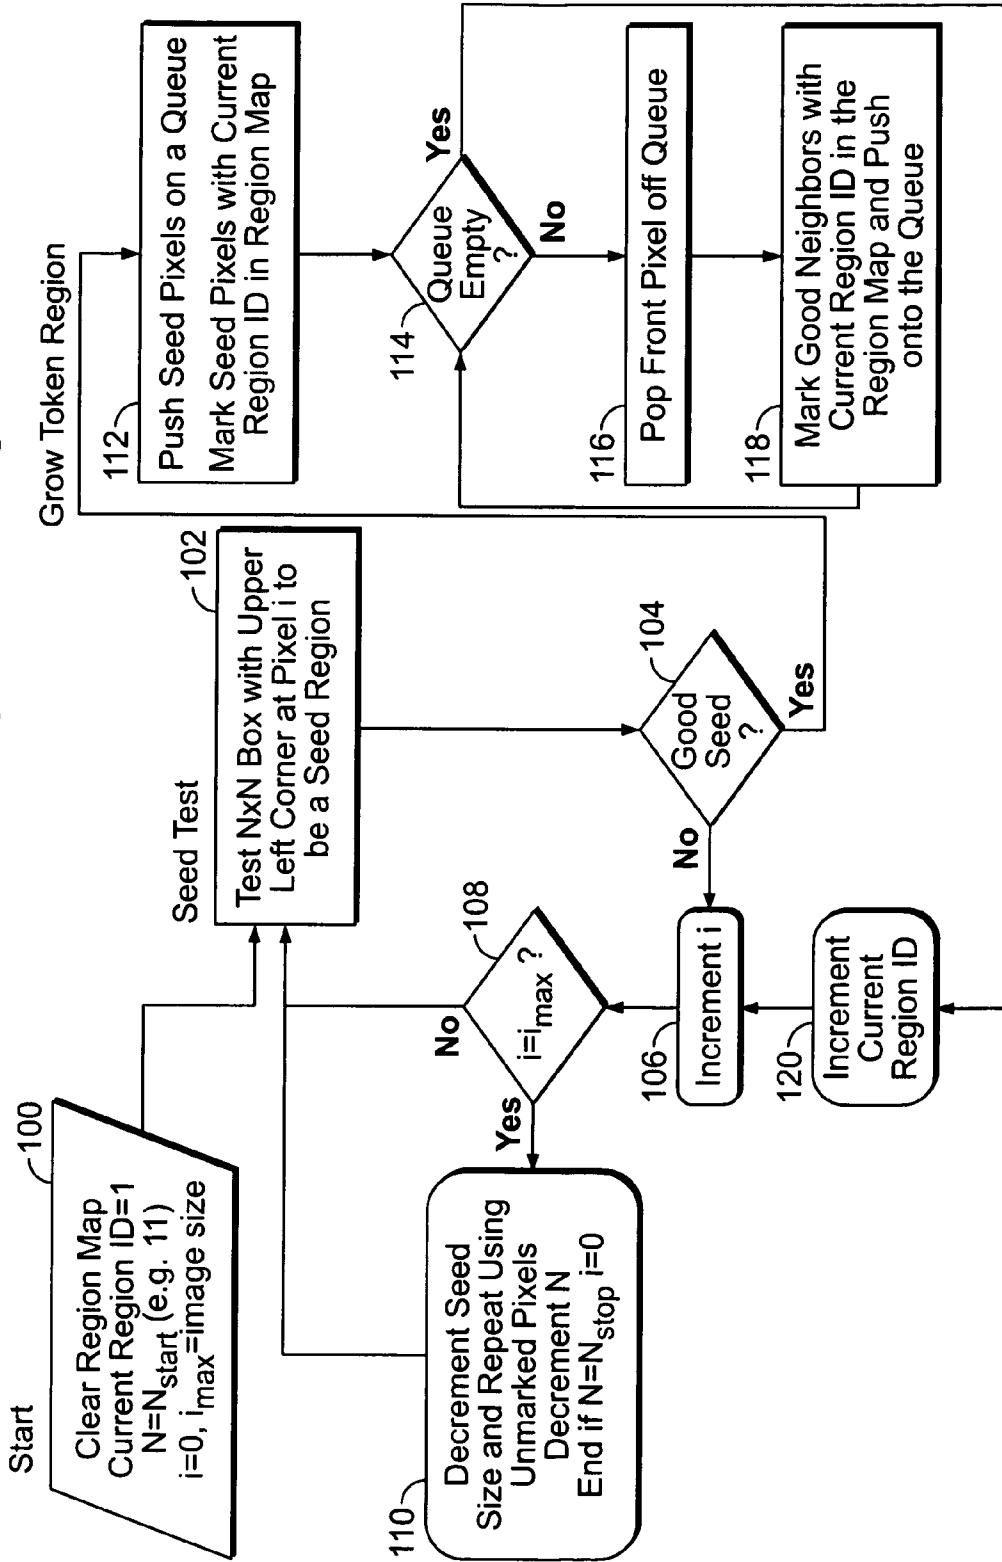 Start
100
Clear Region Map
Current Region ID=1
N=Nstart (e.g. 11)
i=0, imax=image size
Seed Test
102
Test NxN Box with Upper
Left Corner at Pixel i to
be a Seed Region
104
Good
Seed
?
No
Yes
106
Increment i
108
i=imax ?
No
Yes
110
Decrement Seed
Size and Repeat Using
Unmarked Pixels
Decrement N
End if N=Nstop i=0
Grow Token Region
112
Push Seed Pixels on a Queue
Mark Seed Pixels with Current
Region ID in Region Map
114
Queue
Empty
?
Yes
No
116
Pop Front Pixel off Queue
118
Mark Good Neighbors with
Current Region ID in the
Region Map and Push
onto the Queue
120
Increment
Current
Region ID